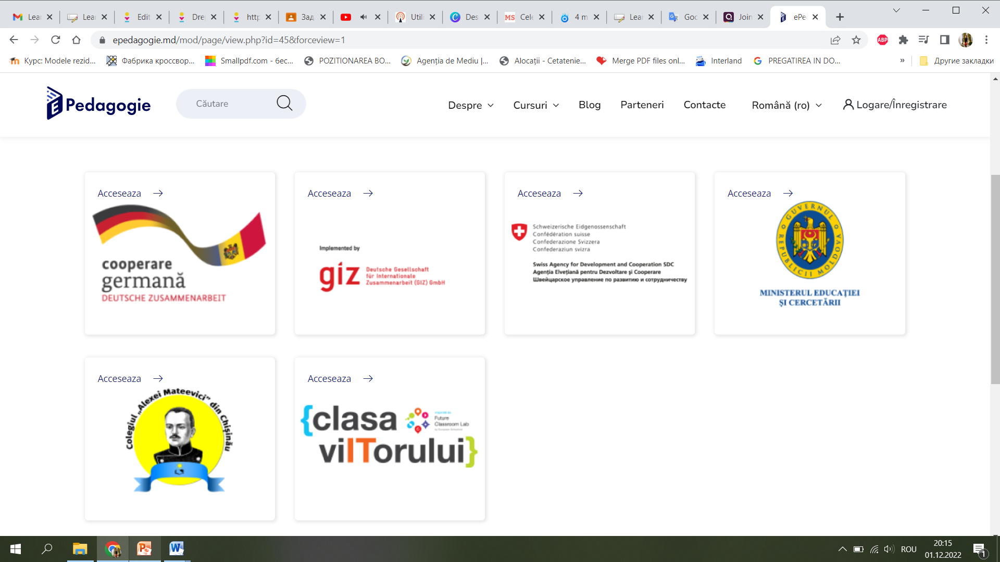 Lea
Lea
Edit
Dre
http
Зад
Utili
Des
MS Cele
4 m
Lea
Goc
Join
ePe
epedagogie.md/mod/page/view.php?id=45&forceview=1
ABP
Курс: Modele rezid...
Фабрика кроссвор...
Smallpdf.com - бес...
POZITIONAREA BO...
Agenția de Mediu |...
Alocații - Cetatenie...
Merge PDF files onl...
Interland
PREGATIREA IN DO...
»
Другие закладки
Pedagogie
Căutare
Despre
Cursuri
Blog
Parteneri
Contacte
Română (ro)
Logare/Înregistrare
Acceseaza
cooperare
germană
DEUTSCHE ZUSAMMENARBEIT
Acceseaza
Implemented by
giz Deutsche Gesellschaft
für Internationale
Zusammenarbeit (GIZ) GmbH
Acceseaza
Schweizerische Eidgenossenschaft
Confédération suisse
Confederazione Svizzera
Confederaziun svizra
Swiss Agency for Development and Cooperation SDC
Agenția Elvețiană pentru Dezvoltare și Cooperare
Швейцарское управление по развитию и сотрудничеству
Acceseaza
GUVERNUL
REPUBLICII MOLDOVA
MINISTERUL EDUCAȚIEI
ȘI CERCETĂRII
Acceseaza
Colegiul „Alexei Mateevici” din Chișinău
Acceseaza
{clasa
Future
Classroom Lab
viITorului}
ROU
20:15
01.12.2022
1